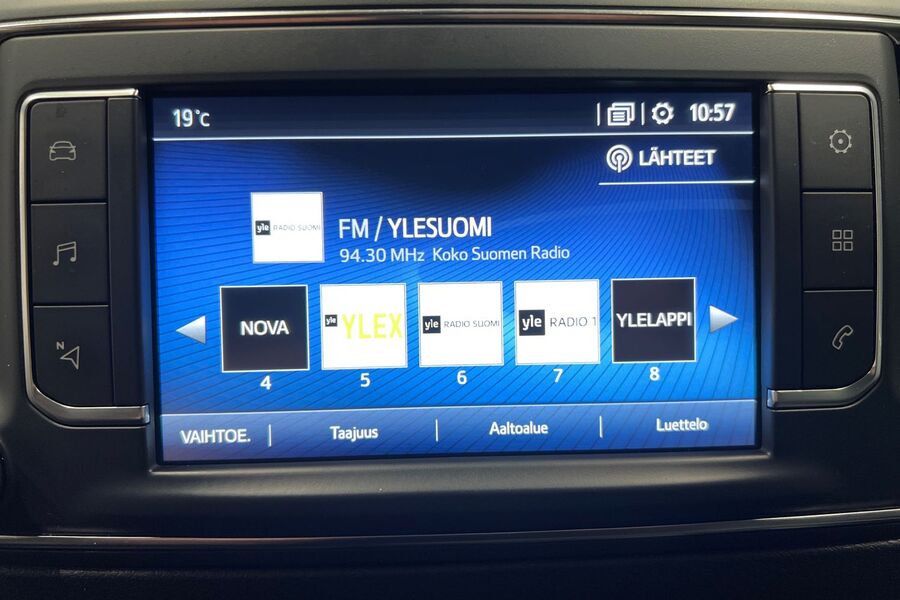 19°c
10:57
LÄHTEET
yle RADIO SUOMI
FM / YLESUOMI
94.30 MHz Koko Suomen Radio
NOVA
yle YLEX
yle RADIO SUOMI
yle RADIO 1
YLELAPPI
4 5 6 7 8
VAIHTOE. Taajuus Aaltoalue Luettelo
N